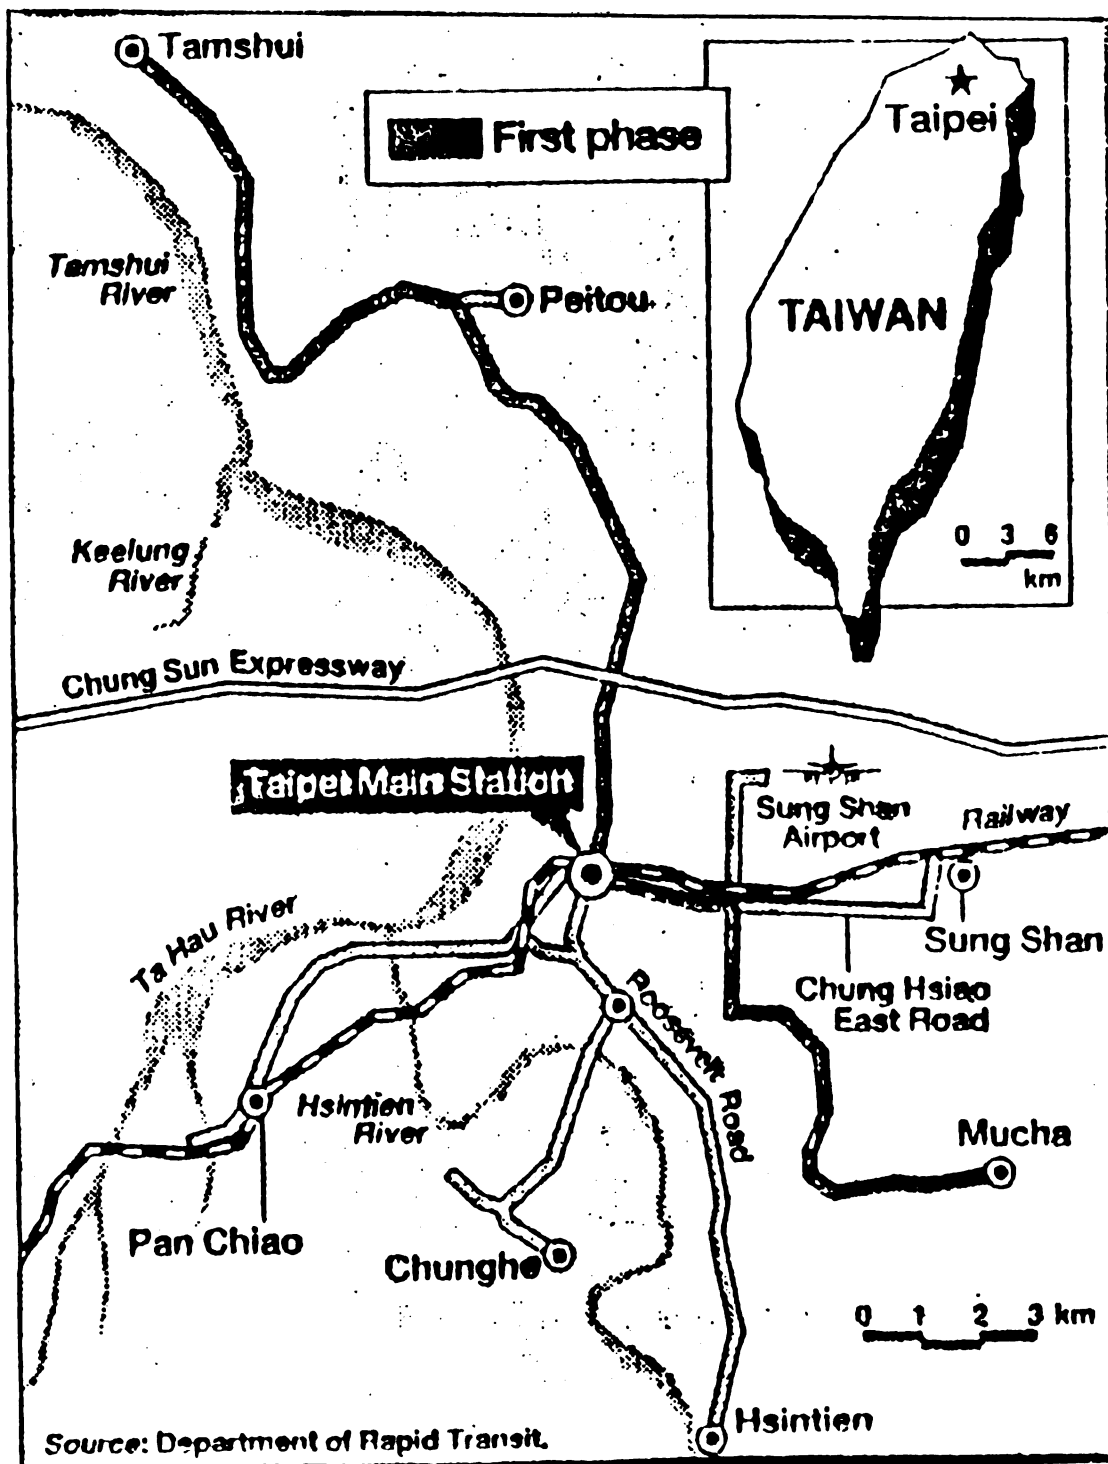 Tamshui
First phase
Taipei
TAIWAN
0 3 6
km
Tamshui
River
Peitou
Keelung
River
Chung Sun Expressway
Taipei Main Station
Sung Shan
Airport
Railway
Ta Hau River
Sung Shan
Chung Hsiao
East Road
Roosevelt Road
Hsintien
River
Mucha
Pan Chiao
Chungho
0 1 2 3 km
Hsintien
Source: Department of Rapid Transit.